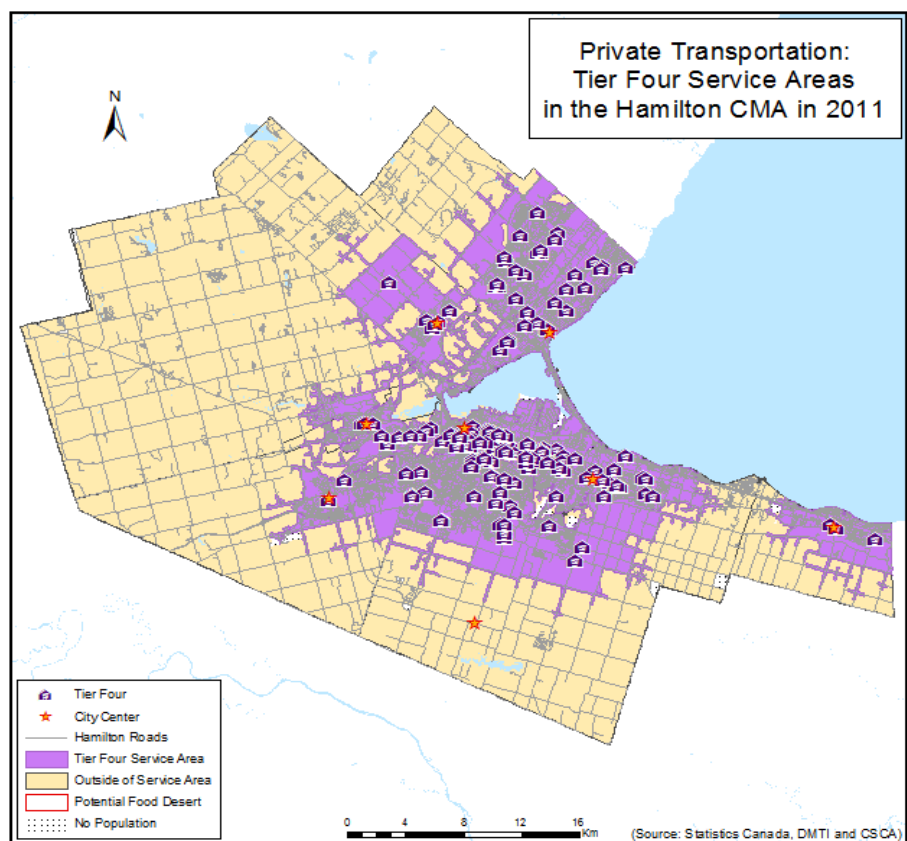 Private Transportation:
Tier Four Service Areas
in the Hamilton CMA in 2011
N
Tier Four
City Center
Hamilton Roads
Tier Four Service Area
Outside of Service Area
Potential Food Desert
No Population
0 4 8 12 16
Km
(Source: Statistics Canada, DMTI and CSCA)